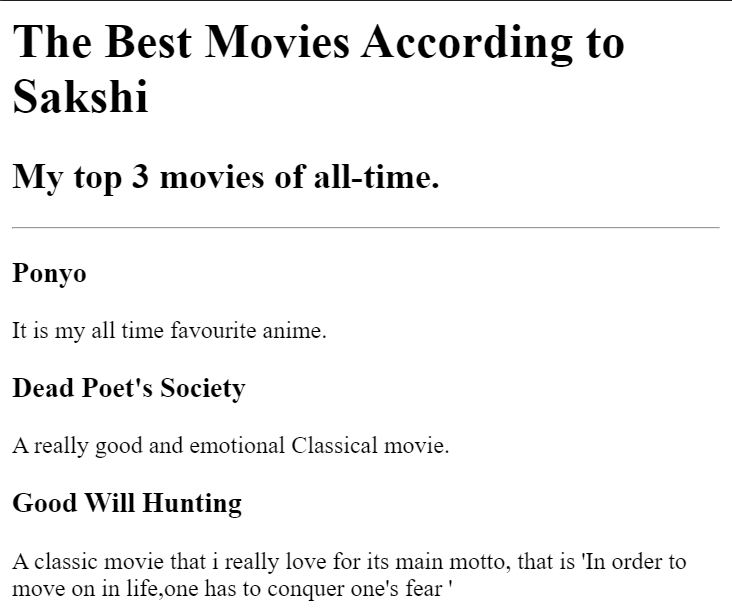 The Best Movies According to
Sakshi
My top 3 movies of all-time.
Ponyo
It is my all time favourite anime.
Dead Poet's Society
A really good and emotional Classical movie.
Good Will Hunting
A classic movie that i really love for its main motto, that is 'In order to
move on in life,one has to conquer one's fear '